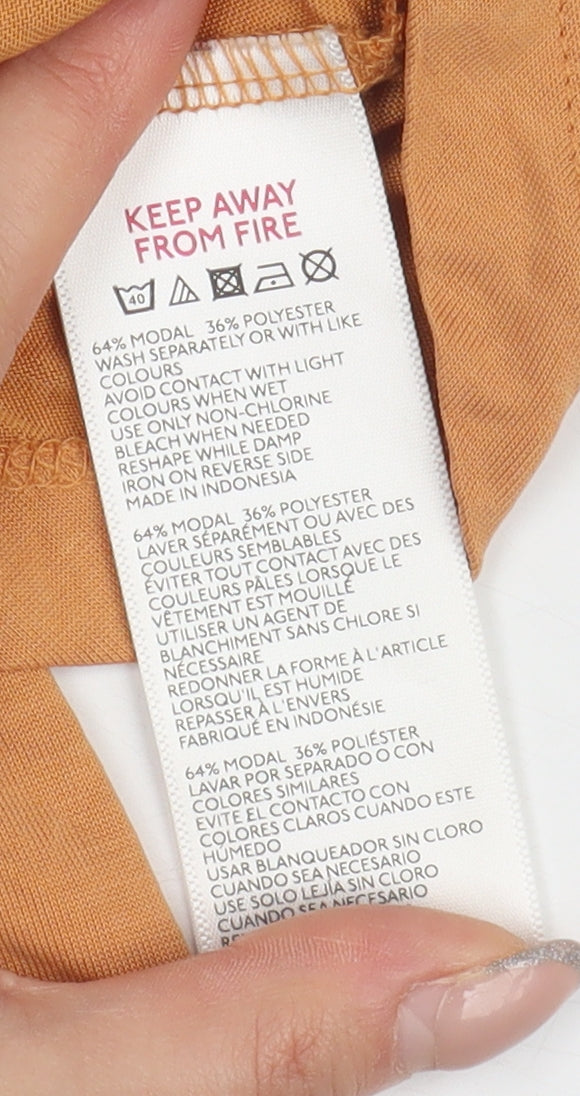 KEEP AWAY
FROM FIRE
40
64% MODAL 36% POLYESTER
WASH SEPARATELY OR WITH LIKE
COLOURS
AVOID CONTACT WITH LIGHT
COLOURS WHEN WET
USE ONLY NON-CHLORINE
BLEACH WHEN NEEDED
RESHAPE WHILE DAMP
IRON ON REVERSE SIDE
MADE IN INDONESIA
64% MODAL 36% POLYESTER
LAVER SÉPARÉMENT OU AVEC DES
COULEURS SEMBLABLES
ÉVITER TOUT CONTACT AVEC DES
COULEURS PÂLES LORSQUE LE
VÊTEMENT EST MOUILLÉ
UTILISER UN AGENT DE
BLANCHIMENT SANS CHLORE SI
NÉCESSAIRE
REDONNER LA FORME À L'ARTICLE
LORSQU'IL EST HUMIDE
REPASSER À L'ENVERS
FABRIQUÉ EN INDONÉSIE
64% MODAL 36% POLIÉSTER
LAVAR POR SEPARADO O CON
COLORES SIMILARES
EVITE EL CONTACTO CON
COLORES CLAROS CUANDO ESTE
HÚMEDO
USAR BLANQUEADOR SIN CLORO
CUANDO SEA NECESARIO
USE SOLO LEJÍA SIN CLORO
CUANDO SEA NECESARIO